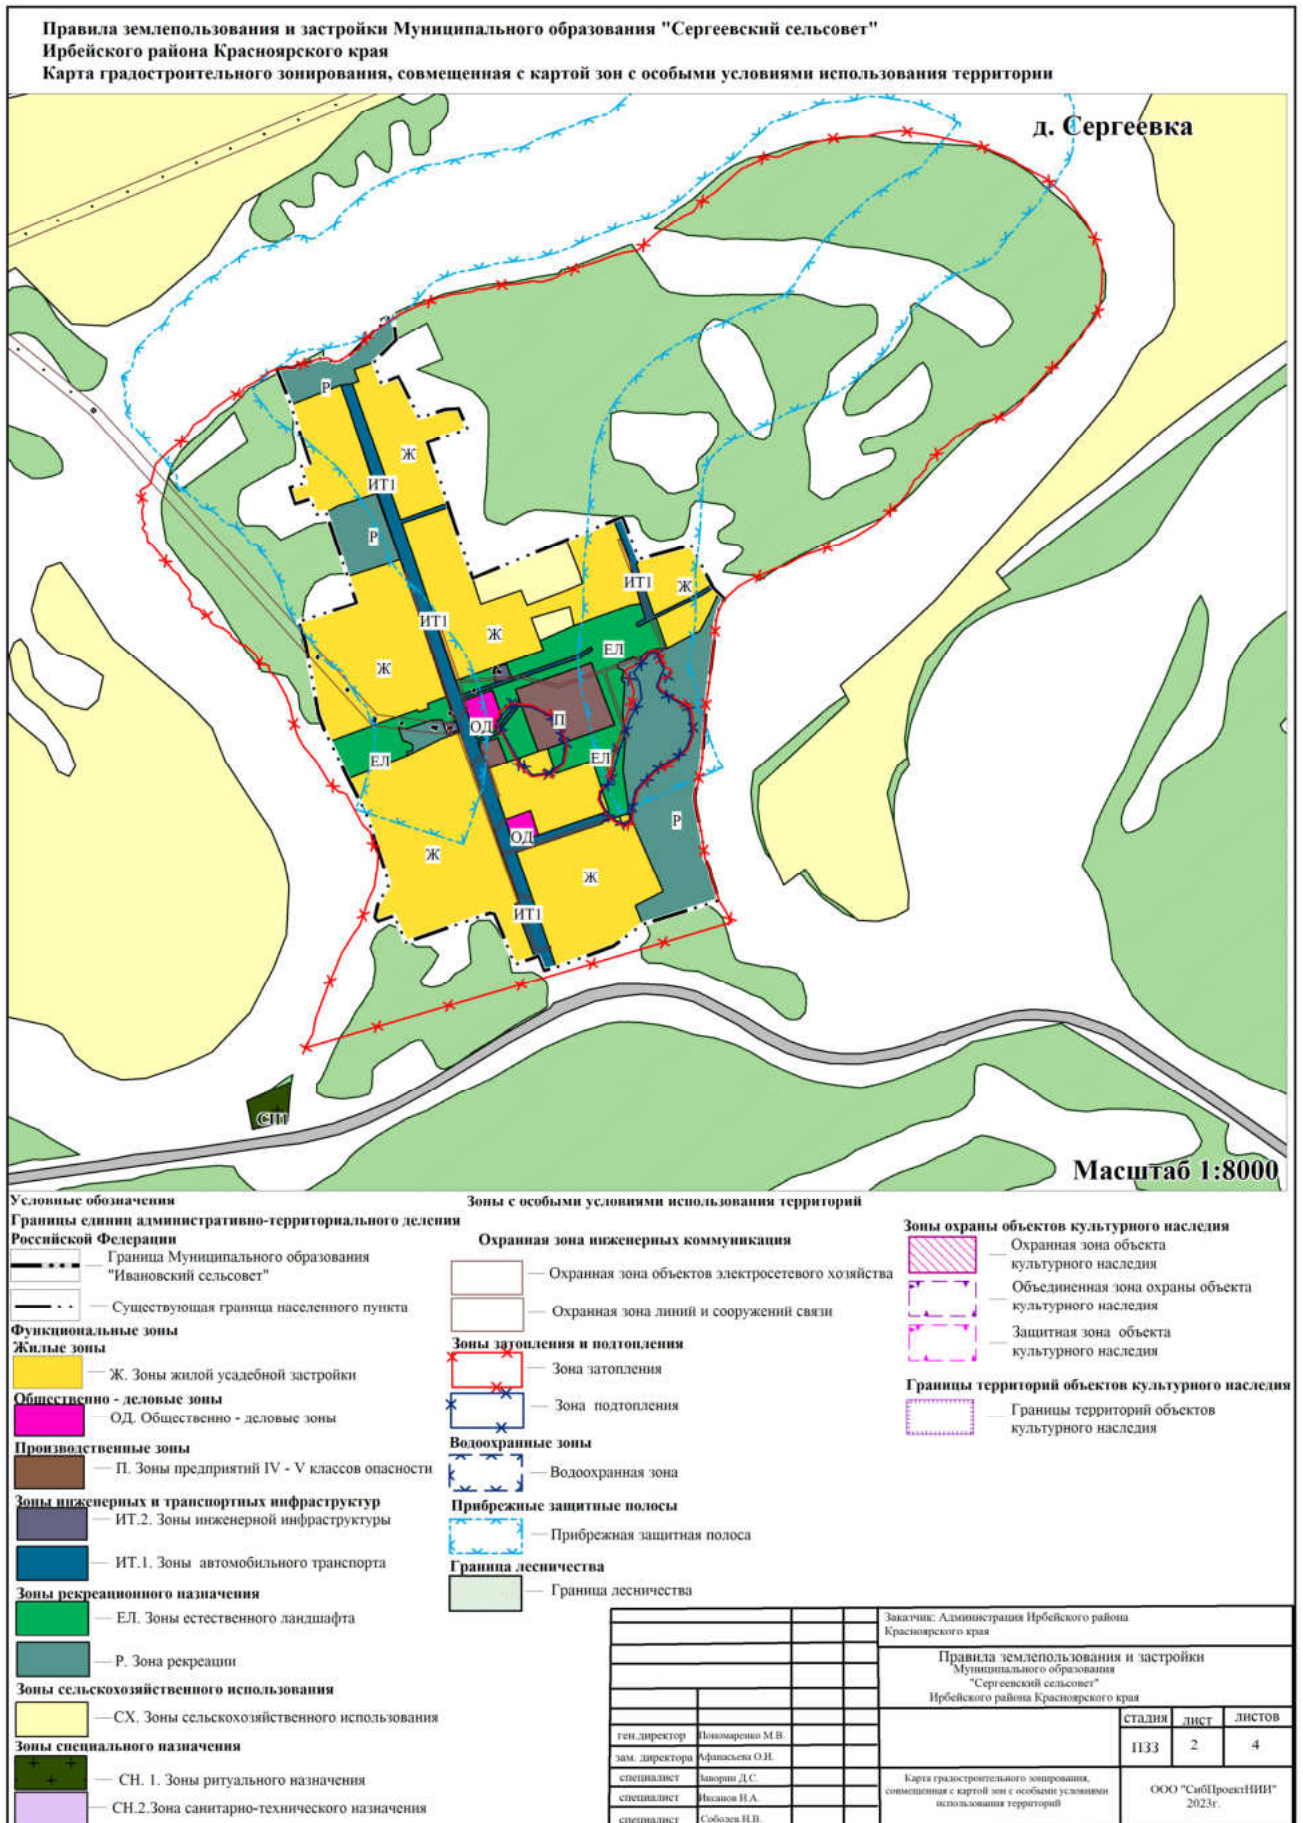 Правила землепользования и застройки Муниципального образования "Сергеевский сельсовет"
Ирбейского района Красноярского края
Карта градостроительного зонирования, совмещенная с картой зон с особыми условиями использования территории
д. Сергеевка
Р
Ж
ИТ1
Р
ИТ1
Ж
ИТ1
Ж
Ж
ЕЛ
ОД
П
ЕЛ
ЕЛ
Р
ОД
Ж
Ж
ИТ1
СН1
Масштаб 1:8000
Условные обозначения
Границы единиц административно-территориального деления
Российской Федерации
Граница Муниципального образования
"Ивановский сельсовет"
Существующая граница населенного пункта
Функциональные зоны
Жилые зоны
Ж. Зоны жилой усадебной застройки
Общественно - деловые зоны
ОД. Общественно - деловые зоны
Производственные зоны
П. Зоны предприятий IV - V классов опасности
Зоны инженерных и транспортных инфраструктур
ИТ.2. Зоны инженерной инфраструктуры
ИТ.1. Зоны автомобильного транспорта
Зоны рекреационного назначения
ЕЛ. Зоны естественного ландшафта
Р. Зона рекреации
Зоны сельскохозяйственного использования
СХ. Зоны сельскохозяйственного использования
Зоны специального назначения
СН. 1. Зоны ритуального назначения
СН.2.Зона санитарно-технического назначения
Зоны с особыми условиями использования территорий
Охранная зона инженерных коммуникация
Охранная зона объектов электросетевого хозяйства
Охранная зона линий и сооружений связи
Зоны затопления и подтопления
Зона затопления
Зона подтопления
Водоохранные зоны
Водоохранная зона
Прибрежные защитные полосы
Прибрежная защитная полоса
Граница лесничества
Граница лесничества
Зоны охраны объектов культурного наследия
Охранная зона объекта
культурного наследия
Объединенная зона охраны объекта
культурного наследия
Защитная зона объекта
культурного наследия
Границы территорий объектов культурного наследия
Границы территорий объектов
культурного наследия
Заказчик: Администрация Ирбейского района
Красноярского края
Правила землепользования и застройки
Муниципального образования
"Сергеевский сельсовет"
Ирбейского района Красноярского края
стадия лист листов
ПЗЗ 2 4
ген.директор Пономаренко М.В.
зам. директора Афанасьева О.И.
специалист Заворин Д.С.
специалист Иксанов Н.А.
специалист Соболев Н.В.
Карта градостроительного зонирования,
совмещенная с картой зон с особыми условиями
использования территорий
ООО "СибПроектНИИ"
2023г.